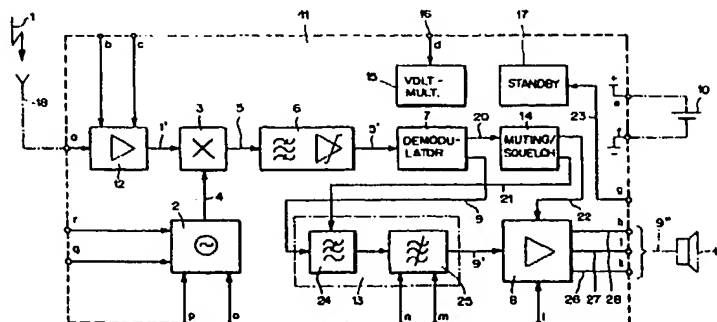 1
11
16
17
b
c
d
18
15
VOLT-
MULT.
STANDBY
+
e
10
3
5
6
7
20
14
23
f
a
1'
5'
DEMODU-
LATOR
MUTING/
SQUELCH
12
4
21
g
r
2
9
22
h
q
9'
9"
i
24
13
25
8
26
27
28
k
p
o
n
m
l